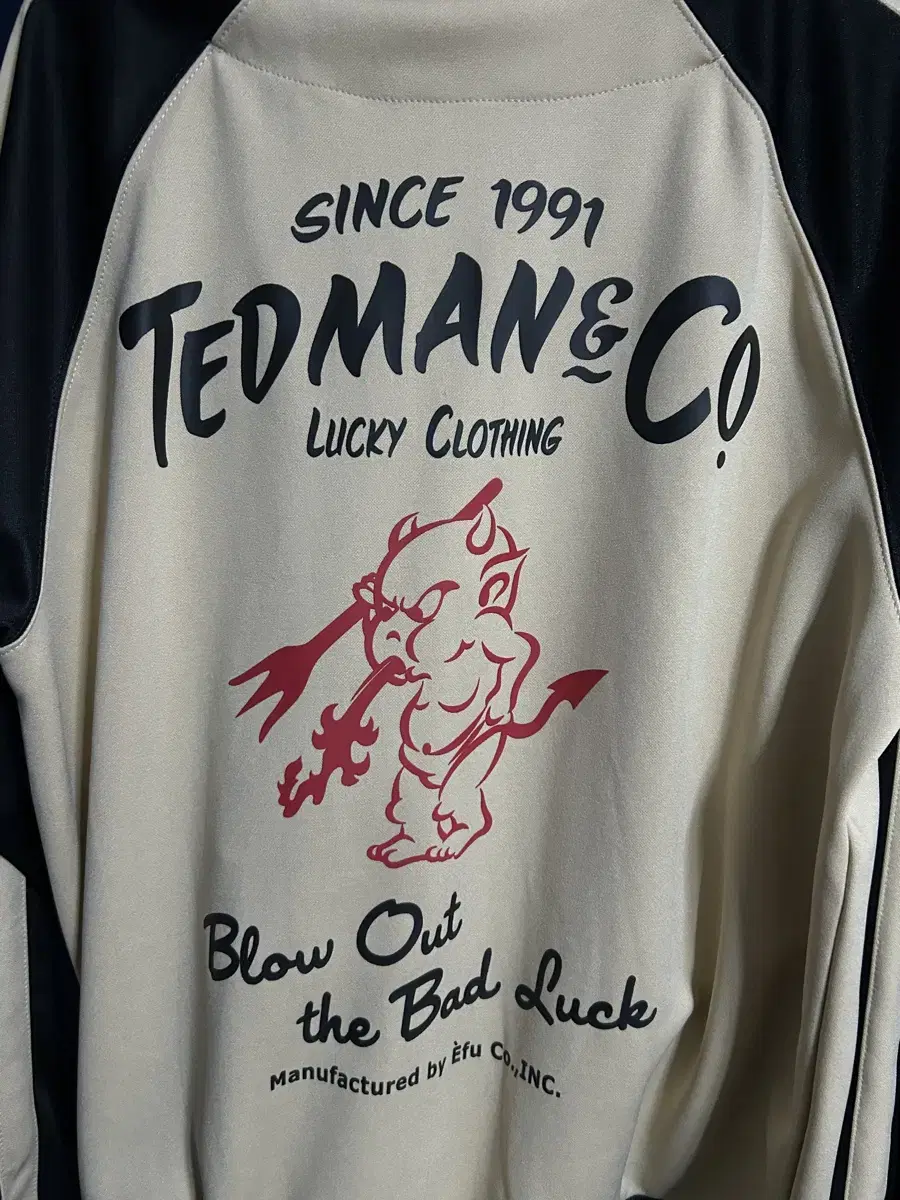 SINCE 1991
TEDMAN & CO.
LUCKY CLOTHING
Blow Out
the Bad Luck
Manufactured by Èfu Co.,INC.